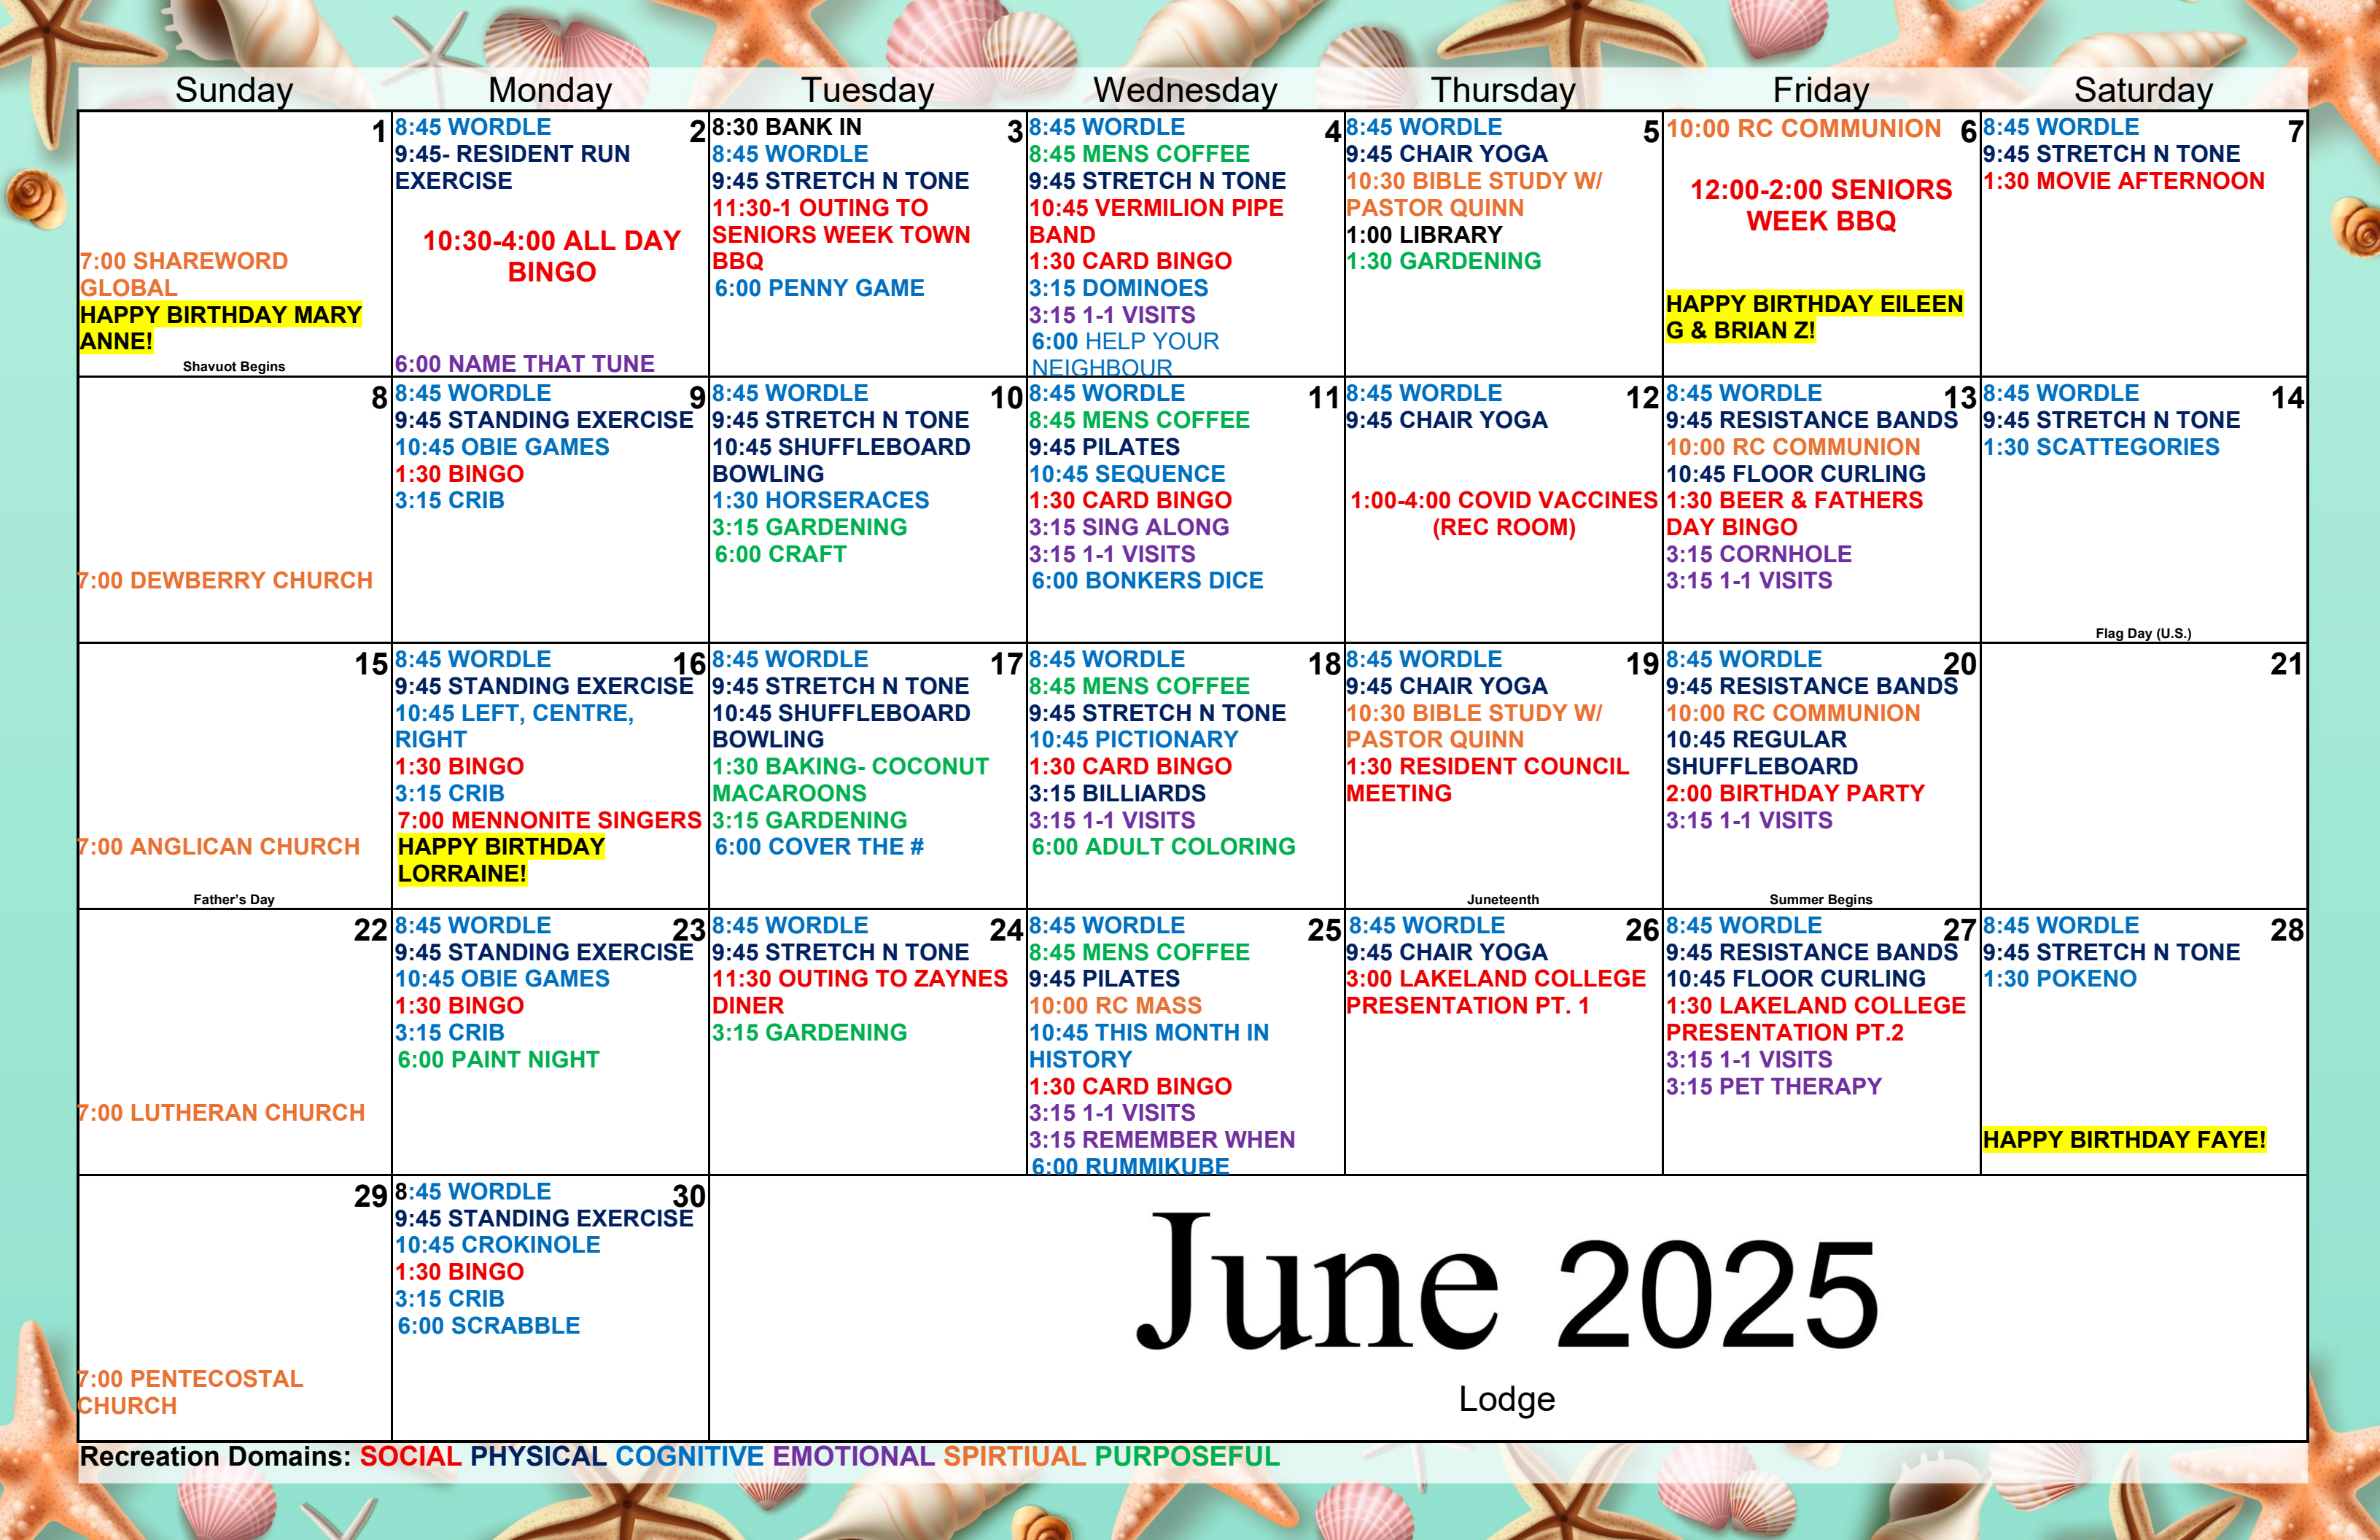 Sunday Monday Tuesday Wednesday Thursday Friday Saturday
1
7:00 SHAREWORD
GLOBAL
HAPPY BIRTHDAY MARY
ANNE!
Shavuot Begins
2
8:45 WORDLE
9:45- RESIDENT RUN
EXERCISE
10:30-4:00 ALL DAY
BINGO
6:00 NAME THAT TUNE
3
8:30 BANK IN
8:45 WORDLE
9:45 STRETCH N TONE
11:30-1 OUTING TO
SENIORS WEEK TOWN
BBQ
6:00 PENNY GAME
4
8:45 WORDLE
8:45 MENS COFFEE
9:45 STRETCH N TONE
10:45 VERMILION PIPE
BAND
1:30 CARD BINGO
3:15 DOMINOES
3:15 1-1 VISITS
6:00 HELP YOUR
NEIGHBOUR
5
8:45 WORDLE
9:45 CHAIR YOGA
10:30 BIBLE STUDY W/
PASTOR QUINN
1:00 LIBRARY
1:30 GARDENING
6
10:00 RC COMMUNION
12:00-2:00 SENIORS
WEEK BBQ
HAPPY BIRTHDAY EILEEN
G & BRIAN Z!
7
8:45 WORDLE
9:45 STRETCH N TONE
1:30 MOVIE AFTERNOON
8
7:00 DEWBERRY CHURCH
9
8:45 WORDLE
9:45 STANDING EXERCISE
10:45 OBIE GAMES
1:30 BINGO
3:15 CRIB
10
8:45 WORDLE
9:45 STRETCH N TONE
10:45 SHUFFLEBOARD
BOWLING
1:30 HORSERACES
3:15 GARDENING
6:00 CRAFT
11
8:45 WORDLE
8:45 MENS COFFEE
9:45 PILATES
10:45 SEQUENCE
1:30 CARD BINGO
3:15 SING ALONG
3:15 1-1 VISITS
6:00 BONKERS DICE
12
8:45 WORDLE
9:45 CHAIR YOGA
1:00-4:00 COVID VACCINES
(REC ROOM)
13
8:45 WORDLE
9:45 RESISTANCE BANDS
10:00 RC COMMUNION
10:45 FLOOR CURLING
1:30 BEER & FATHERS
DAY BINGO
3:15 CORNHOLE
3:15 1-1 VISITS
14
8:45 WORDLE
9:45 STRETCH N TONE
1:30 SCATTEGORIES
Flag Day (U.S.)
15
7:00 ANGLICAN CHURCH
Father's Day
16
8:45 WORDLE
9:45 STANDING EXERCISE
10:45 LEFT, CENTRE,
RIGHT
1:30 BINGO
3:15 CRIB
7:00 MENNONITE SINGERS
HAPPY BIRTHDAY
LORRAINE!
17
8:45 WORDLE
9:45 STRETCH N TONE
10:45 SHUFFLEBOARD
BOWLING
1:30 BAKING- COCONUT
MACAROONS
3:15 GARDENING
6:00 COVER THE #
18
8:45 WORDLE
8:45 MENS COFFEE
9:45 STRETCH N TONE
10:45 PICTIONARY
1:30 CARD BINGO
3:15 BILLIARDS
3:15 1-1 VISITS
6:00 ADULT COLORING
19
8:45 WORDLE
9:45 CHAIR YOGA
10:30 BIBLE STUDY W/
PASTOR QUINN
1:30 RESIDENT COUNCIL
MEETING
Juneteenth
20
8:45 WORDLE
9:45 RESISTANCE BANDS
10:00 RC COMMUNION
10:45 REGULAR
SHUFFLEBOARD
2:00 BIRTHDAY PARTY
3:15 1-1 VISITS
Summer Begins
21
22
7:00 LUTHERAN CHURCH
23
8:45 WORDLE
9:45 STANDING EXERCISE
10:45 OBIE GAMES
1:30 BINGO
3:15 CRIB
6:00 PAINT NIGHT
24
8:45 WORDLE
9:45 STRETCH N TONE
11:30 OUTING TO ZAYNES
DINER
3:15 GARDENING
25
8:45 WORDLE
8:45 MENS COFFEE
9:45 PILATES
10:00 RC MASS
10:45 THIS MONTH IN
HISTORY
1:30 CARD BINGO
3:15 1-1 VISITS
3:15 REMEMBER WHEN
6:00 RUMMIKUBE
26
8:45 WORDLE
9:45 CHAIR YOGA
3:00 LAKELAND COLLEGE
PRESENTATION PT. 1
27
8:45 WORDLE
9:45 RESISTANCE BANDS
10:45 FLOOR CURLING
1:30 LAKELAND COLLEGE
PRESENTATION PT.2
3:15 1-1 VISITS
3:15 PET THERAPY
28
8:45 WORDLE
9:45 STRETCH N TONE
1:30 POKENO
HAPPY BIRTHDAY FAYE!
29
7:00 PENTECOSTAL
CHURCH
30
8:45 WORDLE
9:45 STANDING EXERCISE
10:45 CROKINOLE
1:30 BINGO
3:15 CRIB
6:00 SCRABBLE
June 2025
Lodge
Recreation Domains: SOCIAL PHYSICAL COGNITIVE EMOTIONAL SPIRTIUAL PURPOSEFUL